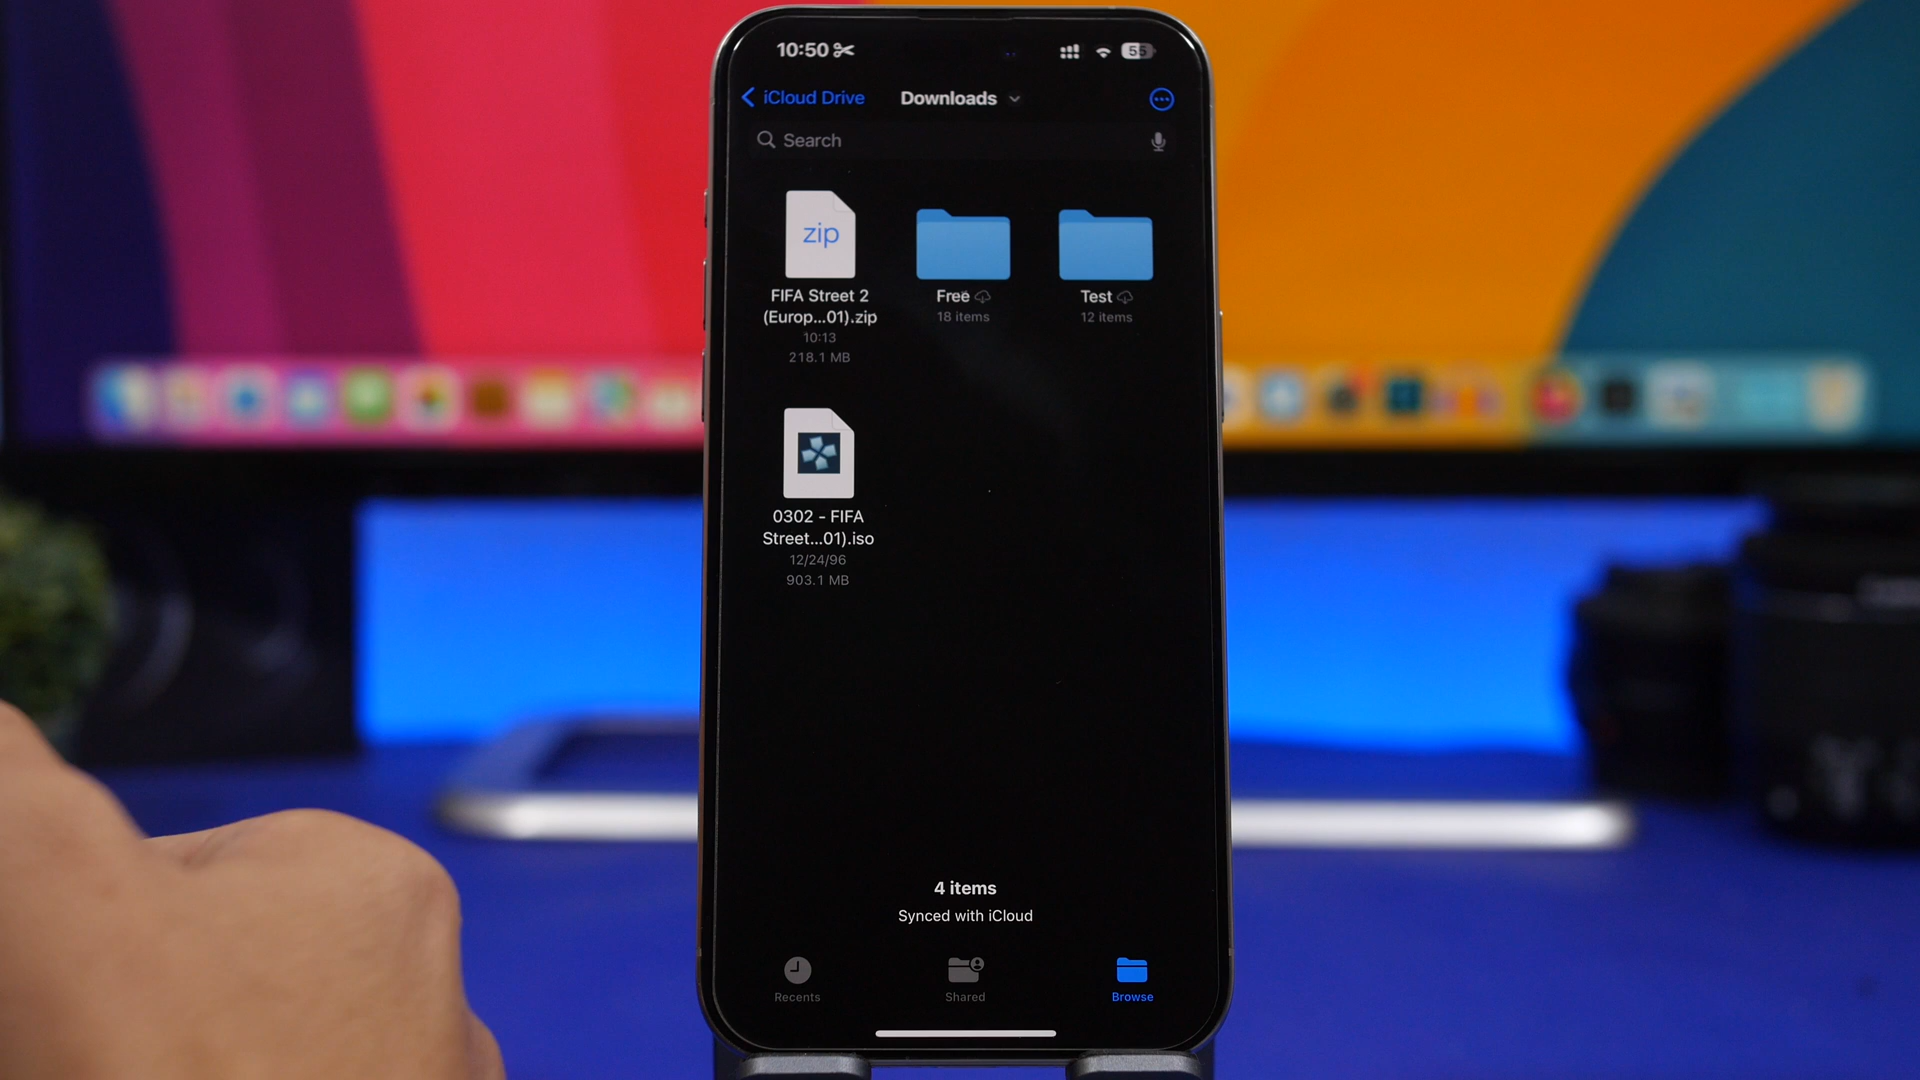 10:50
55
iCloud Drive
Downloads
Search
zip
FIFA Street 2
(Europ...01).zip
10:13
218.1 MB
Free
18 items
Test
12 items
0302 - FIFA
Street...01).iso
12/24/96
903.1 MB
4 items
Synced with iCloud
Recents
Shared
Browse